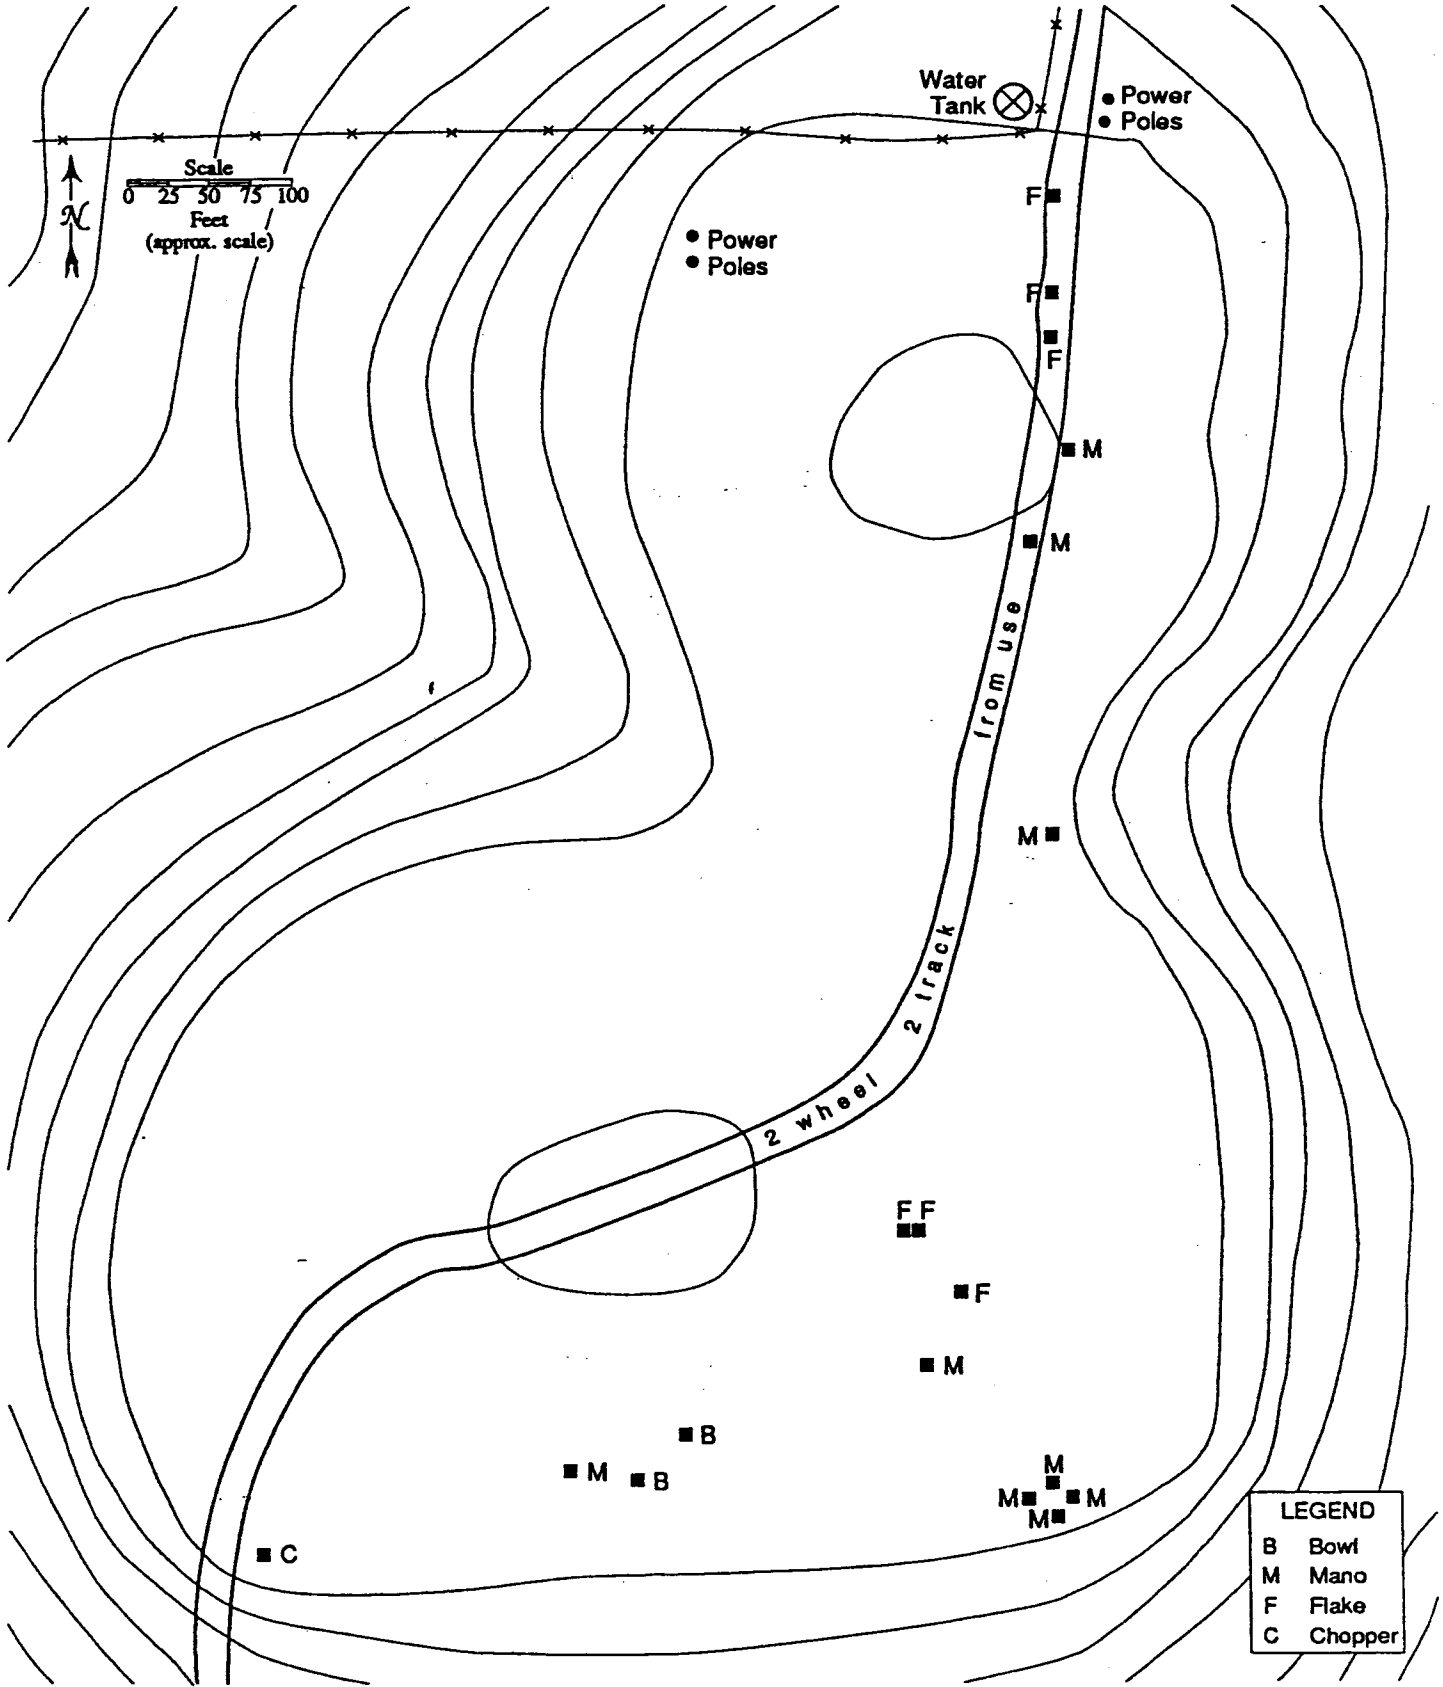 Water
Tank
Power
Poles
Scale
0 25 50 75 100
Feet
(approx. scale)
N
Power
Poles
F
F
F
M
M
from use
M
2 track
2 wheel
F F
F
M
B
M
B
M
M
M
M
C
LEGEND
B Bowl
M Mano
F Flake
C Chopper